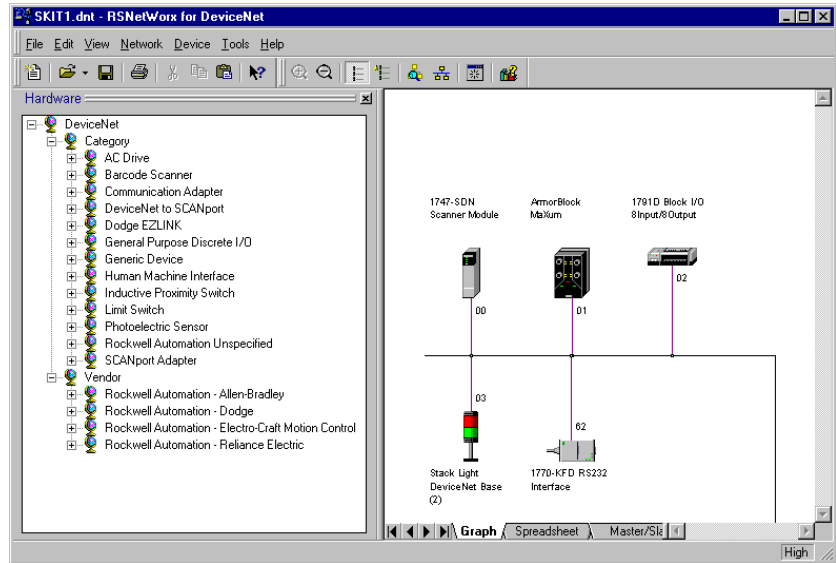 SKIT1.dnt - RSNetWorx for DeviceNet
File Edit View Network Device Tools Help
Hardware
DeviceNet
Category
AC Drive
Barcode Scanner
Communication Adapter
DeviceNet to SCANport
Dodge EZLINK
General Purpose Discrete I/O
Generic Device
Human Machine Interface
Inductive Proximity Switch
Limit Switch
Photoelectric Sensor
Rockwell Automation Unspecified
SCANport Adapter
Vendor
Rockwell Automation - Allen-Bradley
Rockwell Automation - Dodge
Rockwell Automation - Electro-Craft Motion Control
Rockwell Automation - Reliance Electric
1747-SDN
Scanner Module
ArmorBlock
MaXum
1791D Block I/O
8Input/8Output
00
01
02
03
62
Stack Light
DeviceNet Base
(2)
1770-KFD RS232
Interface
Graph Spreadsheet Master/Sla
High